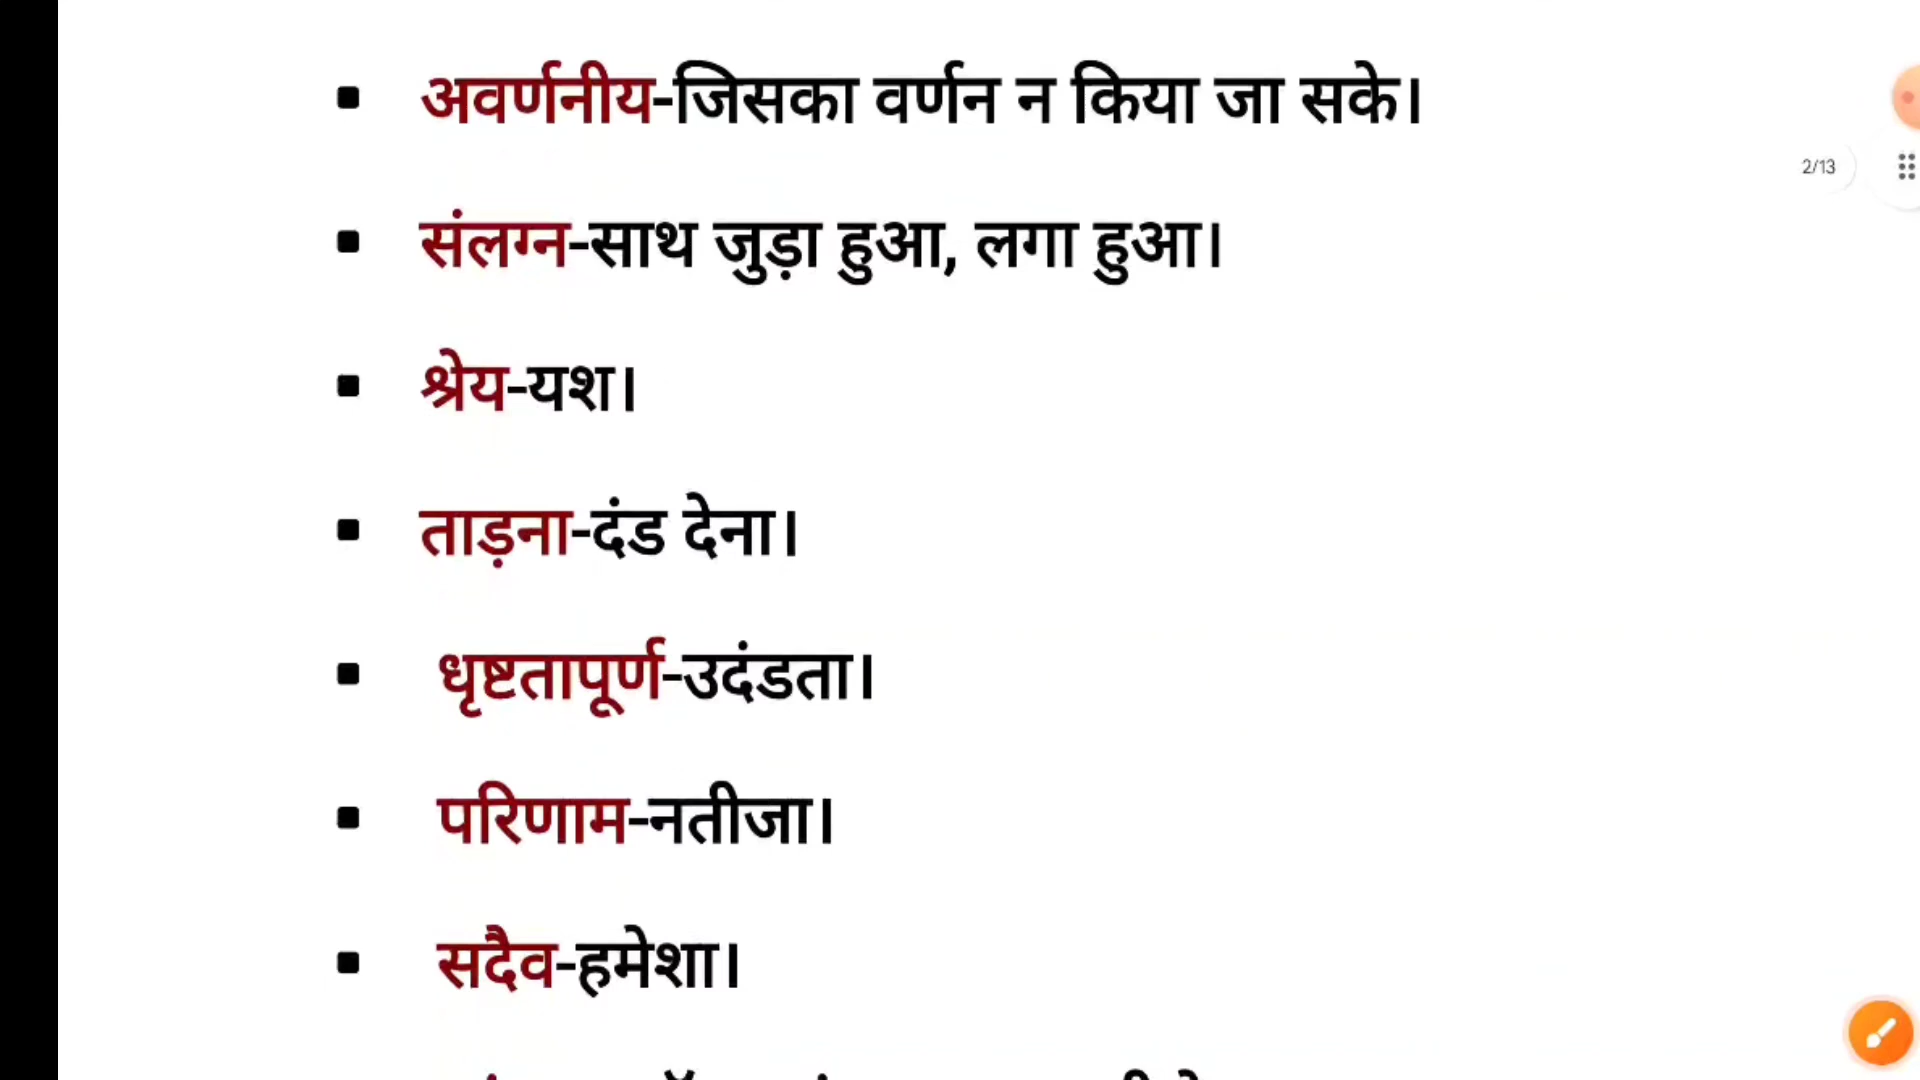 अवर्णनीय-जिसका वर्णन न किया जा सके।
2/13
संलग्न-साथ जुड़ा हुआ, लगा हुआ।
श्रेय-यश।
ताड़ना-दंड देना।
धृष्टतापूर्ण-उदंडता।
परिणाम-नतीजा।
सदैव-हमेशा।